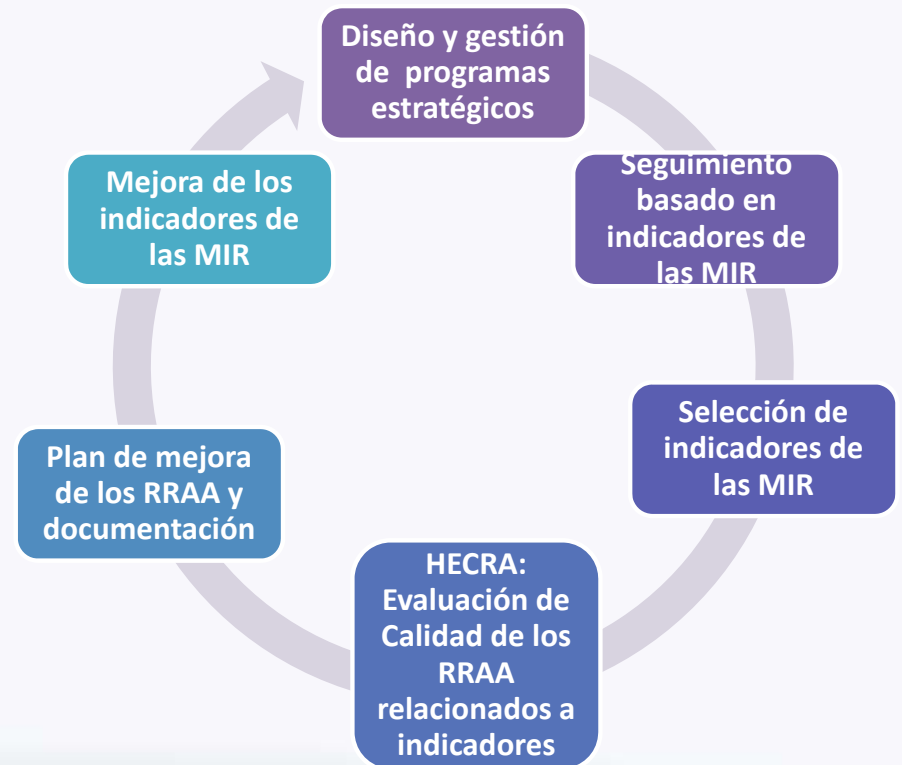 Diseño y gestión
de programas
estratégicos
Seguimiento
basado en
indicadores de
las MIR
Selección de
indicadores de
las MIR
HECRA:
Evaluación de
Calidad de los
RRAA
relacionados a
indicadores
Plan de mejora
de los RRAA y
documentación
Mejora de los
indicadores de
las MIR